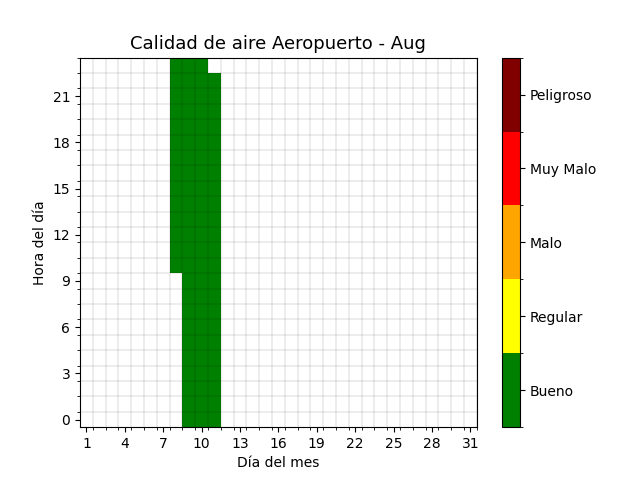 Calidad de aire Aeropuerto - Aug
Hora del día
21
18
15
12
9
6
3
0
1 4 7 10 13 16 19 22 25 28 31
Día del mes
Peligroso
Muy Malo
Malo
Regular
Bueno